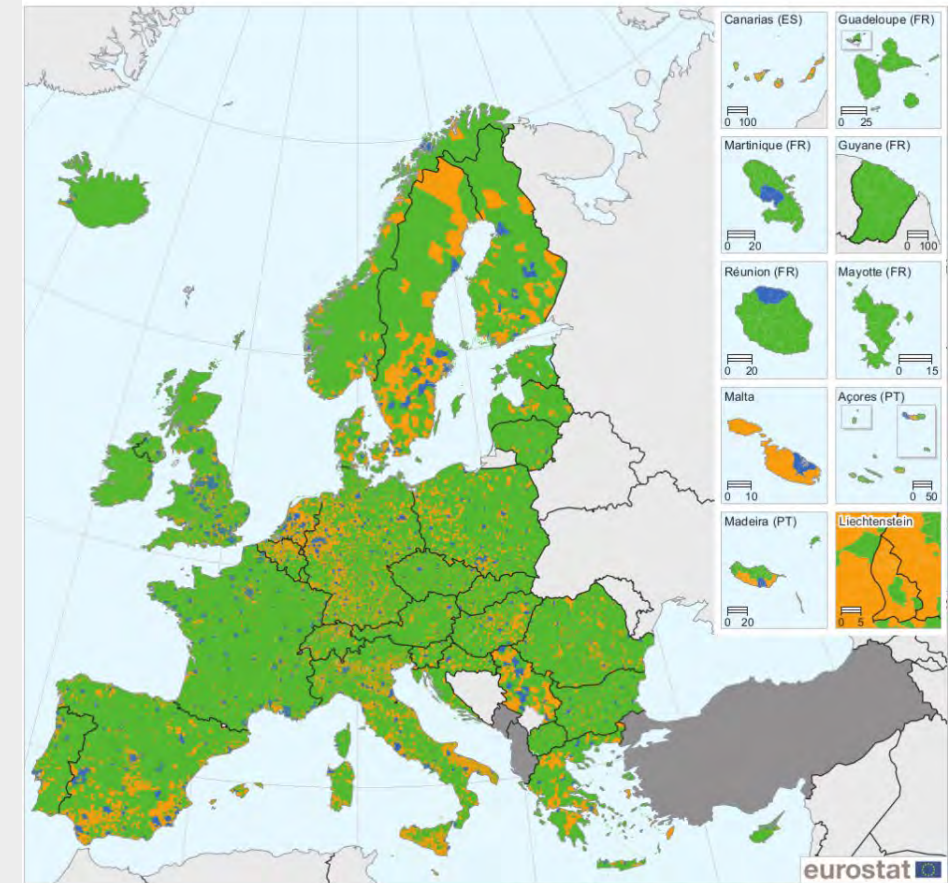 Canarias (ES)
0 100
Guadeloupe (FR)
0 25
Martinique (FR)
0 20
Guyane (FR)
0 100
Réunion (FR)
0 20
Mayotte (FR)
0 15
Malta
0 10
Açores (PT)
0 50
Madeira (PT)
0 20
Liechtenstein
0 5
eurostat